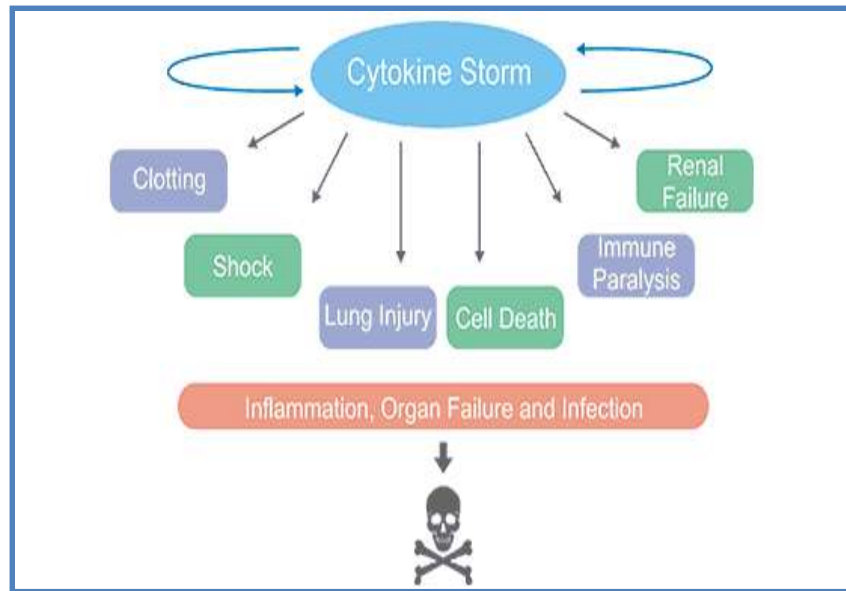 Cytokine Storm
Clotting
Renal
Failure
Shock
Immune
Paralysis
Lung Injury
Cell Death
Inflammation, Organ Failure and Infection